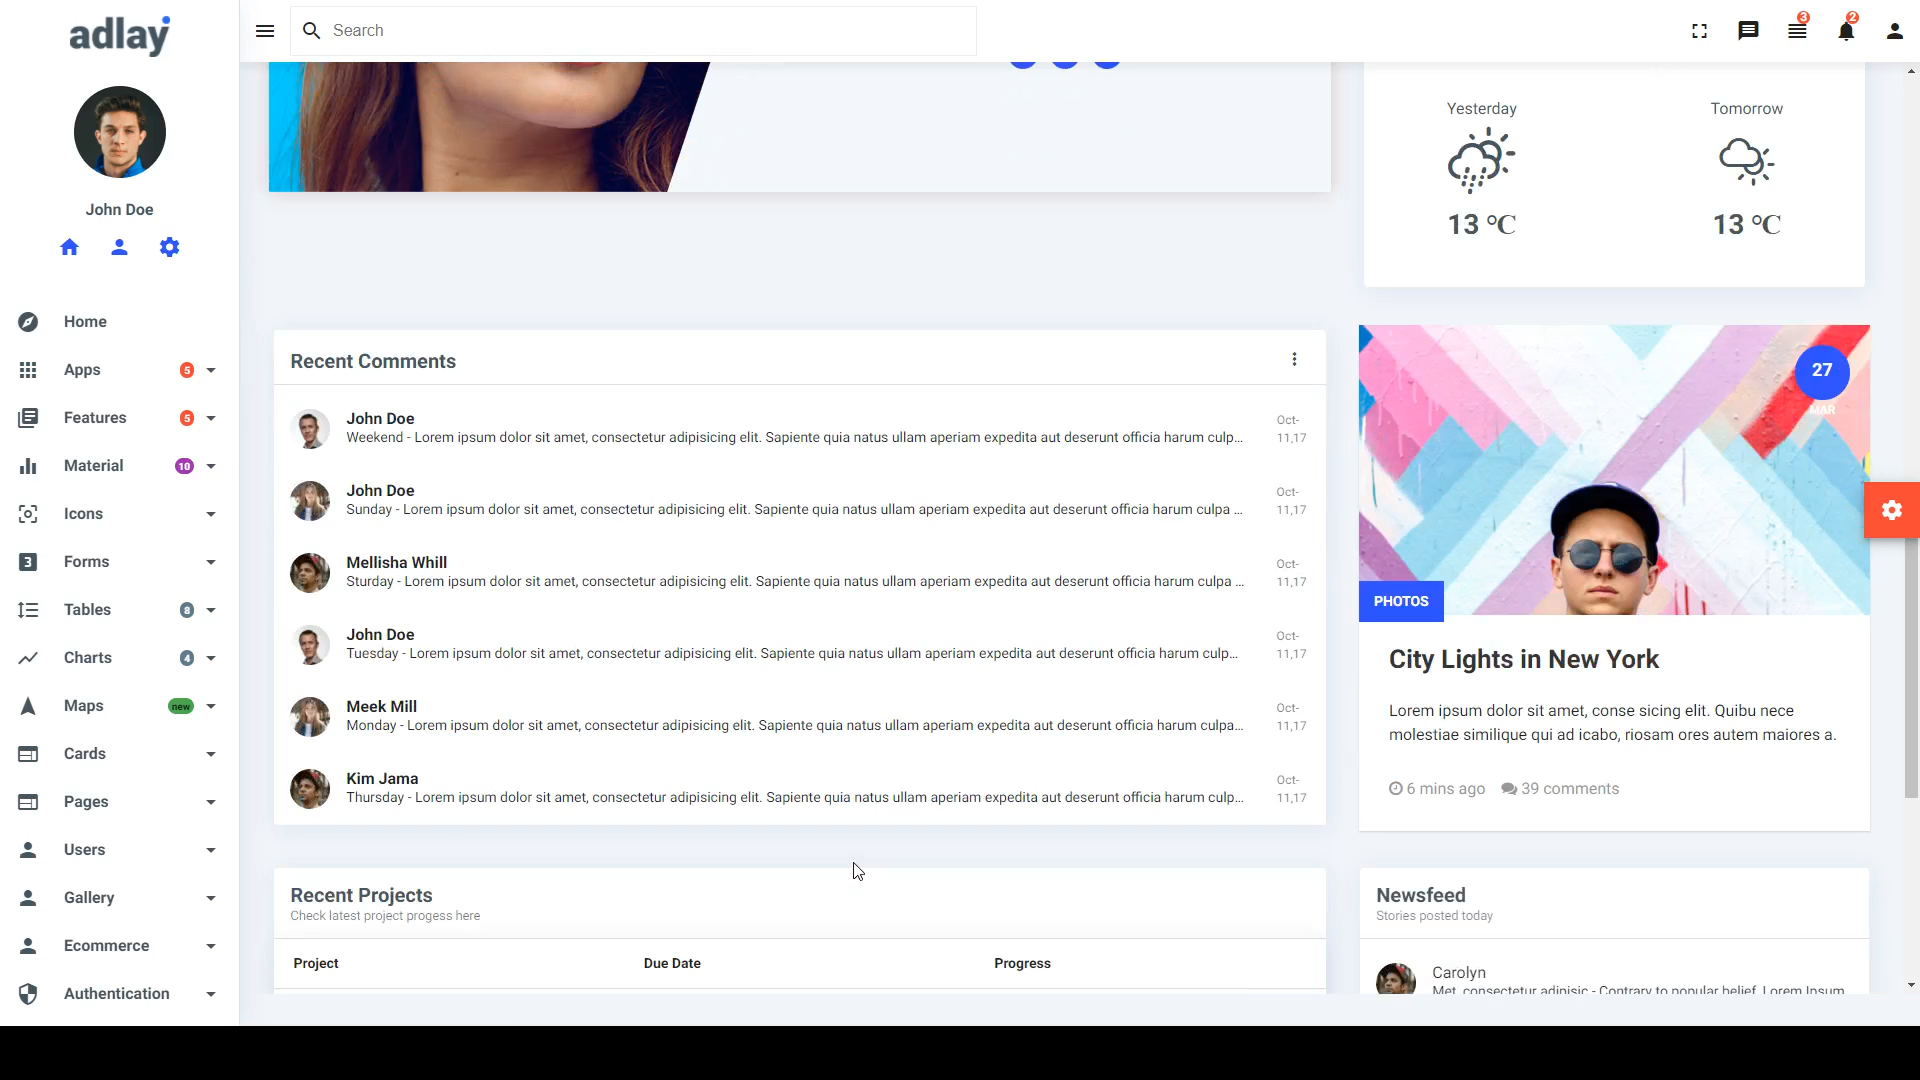 adlay
Search
3
2
John Doe
Home
Apps 5
Features 5
Material 10
Icons
Forms
Tables 8
Charts 4
Maps new
Cards
Pages
Users
Gallery
Ecommerce
Authentication
Yesterday
13 °C
Tomorrow
13 °C
Recent Comments
John Doe
Weekend - Lorem ipsum dolor sit amet, consectetur adipisicing elit. Sapiente quia natus ullam aperiam expedita aut deserunt officia harum culp...
Oct-
11,17
John Doe
Sunday - Lorem ipsum dolor sit amet, consectetur adipisicing elit. Sapiente quia natus ullam aperiam expedita aut deserunt officia harum culpa ...
Oct-
11,17
Mellisha Whill
Sturday - Lorem ipsum dolor sit amet, consectetur adipisicing elit. Sapiente quia natus ullam aperiam expedita aut deserunt officia harum culpa ...
Oct-
11,17
John Doe
Tuesday - Lorem ipsum dolor sit amet, consectetur adipisicing elit. Sapiente quia natus ullam aperiam expedita aut deserunt officia harum culp...
Oct-
11,17
Meek Mill
Monday - Lorem ipsum dolor sit amet, consectetur adipisicing elit. Sapiente quia natus ullam aperiam expedita aut deserunt officia harum culpa...
Oct-
11,17
Kim Jama
Thursday - Lorem ipsum dolor sit amet, consectetur adipisicing elit. Sapiente quia natus ullam aperiam expedita aut deserunt officia harum culp...
Oct-
11,17
27
MAR
PHOTOS
City Lights in New York
Lorem ipsum dolor sit amet, conse sicing elit. Quibu nece
molestiae similique qui ad icabo, riosam ores autem maiores a.
6 mins ago 39 comments
Recent Projects
Check latest project progess here
Project Due Date Progress
Newsfeed
Stories posted today
Carolyn
Met, consectetur adipisic - Contrary to popular belief, Lorem Ipsum